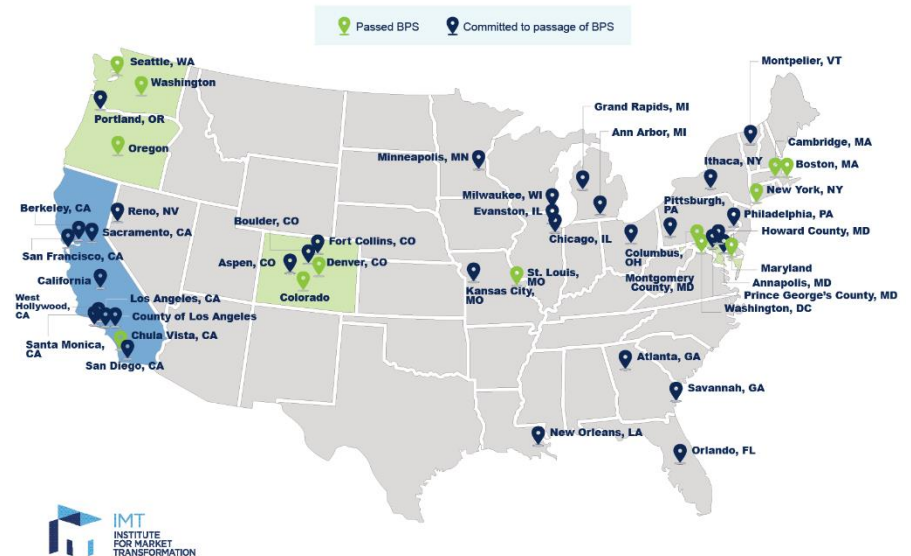 Passed BPS
Committed to passage of BPS
Seattle, WA
Washington
Portland, OR
Oregon
Berkeley, CA
Reno, NV
Sacramento, CA
San Francisco, CA
California
West
Hollywood,
CA
Los Angeles, CA
County of Los Angeles
Santa Monica,
CA
Chula Vista, CA
San Diego, CA
Boulder, CO
Fort Collins, CO
Aspen, CO
Denver, CO
Colorado
Minneapolis, MN
Milwaukee, WI
Evanston, IL
Chicago, IL
Kansas City,
MO
St. Louis,
MO
Grand Rapids, MI
Ann Arbor, MI
Columbus,
OH
Montpelier, VT
Cambridge, MA
Boston, MA
Ithaca, NY
New York, NY
Pittsburgh,
PA
Philadelphia, PA
Howard County, MD
Montgomery
County, MD
Maryland
Annapolis, MD
Prince George's County, MD
Washington, DC
Atlanta, GA
Savannah, GA
New Orleans, LA
Orlando, FL
IMT
INSTITUTE
FOR MARKET
TRANSFORMATION